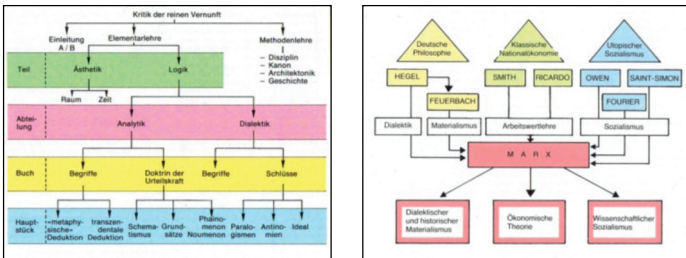 Kritik der reinen Vernunft
Einleitung
A / B
Elementarlehre
Methodenlehre
– Disziplin
– Kanon
– Architektonik
– Geschichte
Teil
Ästhetik
Logik
Raum
Zeit
Abtei-
lung
Analytik
Dialektik
Buch
Begriffe
Doktrin der
Urteilskraft
Begriffe
Schlüsse
Haupt-
stück
»metaphy-
sische«
Deduktion
transzen-
dentale
Deduktion
Schema-
tismus
Grund-
sätze
Phaino-
menon
Noumenon
Paralo-
gismen
Antino-
mien
Ideal
Deutsche
Philosophie
Klassische
Nationalökonomie
Utopischer
Sozialismus
HEGEL
SMITH
RICARDO
OWEN
SAINT-SIMON
FEUERBACH
FOURIER
Dialektik
Materialismus
Arbeitswertlehre
Sozialismus
MARX
Dialektischer
und historischer
Materialismus
Ökonomische
Theorie
Wissenschaftlicher
Sozialismus